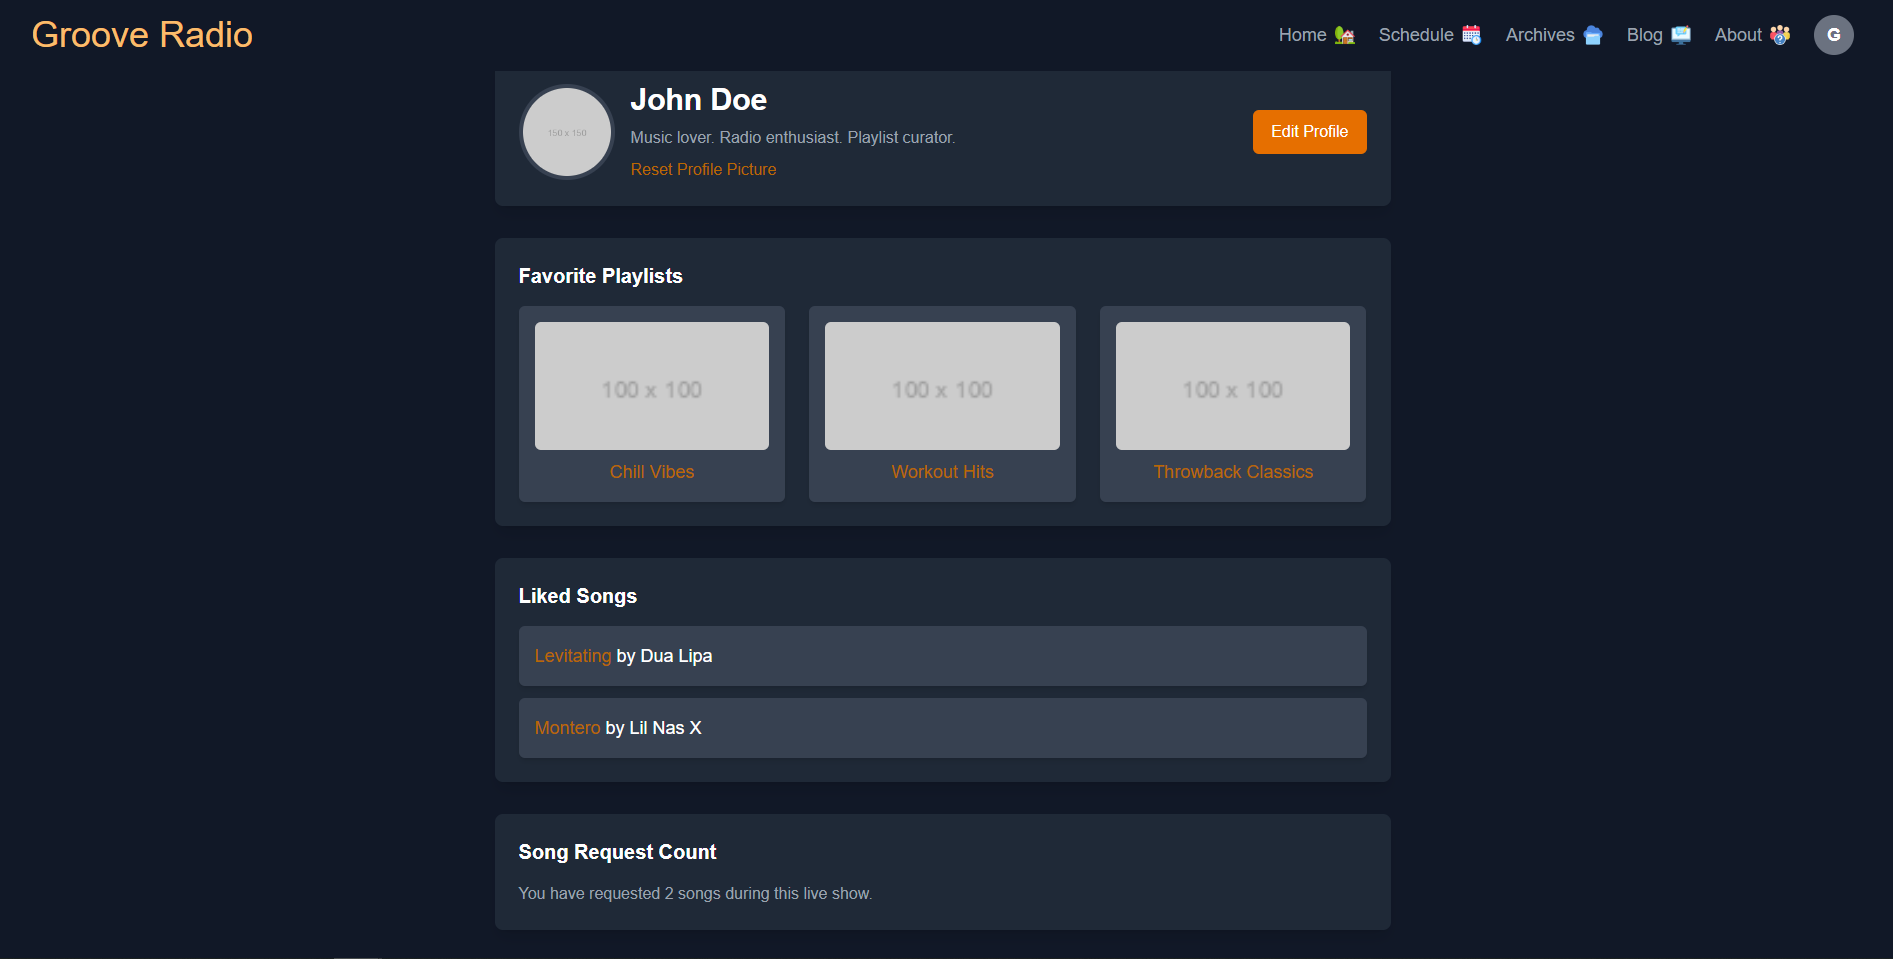 Groove Radio
Home 🏡 Schedule 📅 Archives Blog About
G
150 x 150
John Doe
Music lover. Radio enthusiast. Playlist curator.
Reset Profile Picture
Edit Profile
Favorite Playlists
100 x 100 100 x 100 100 x 100
Chill Vibes Workout Hits Throwback Classics
Liked Songs
Levitating by Dua Lipa
Montero by Lil Nas X
Song Request Count
You have requested 2 songs during this live show.